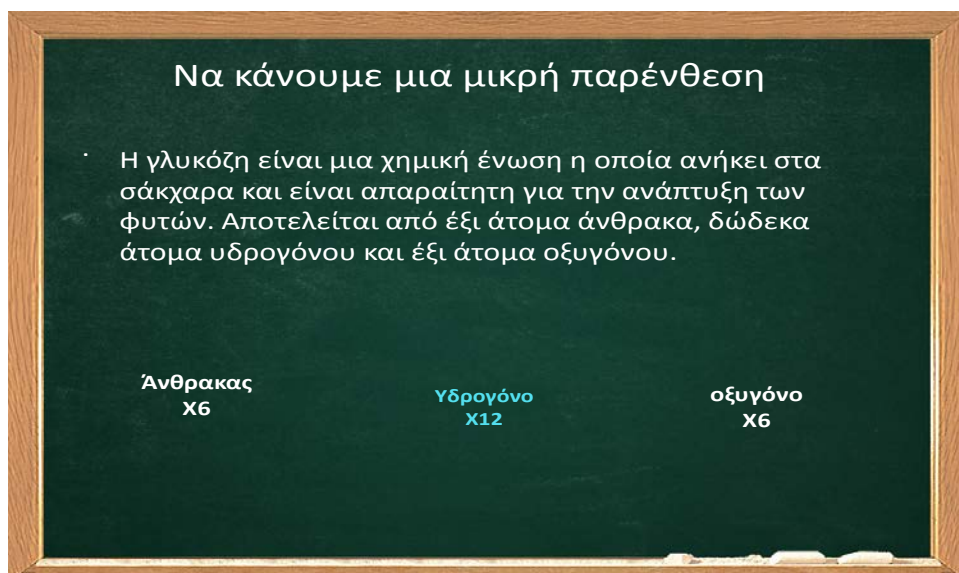 Να κάνουμε μια μικρή παρένθεση
· Η γλυκόζη είναι μια χημική ένωση η οποία ανήκει στα
σάκχαρα και είναι απαραίτητη για την ανάπτυξη των
φυτών. Αποτελείται από έξι άτομα άνθρακα, δώδεκα
άτομα υδρογόνου και έξι άτομα οξυγόνου.
Άνθρακας
Χ6
Υδρογόνο
Χ12
οξυγόνο
Χ6